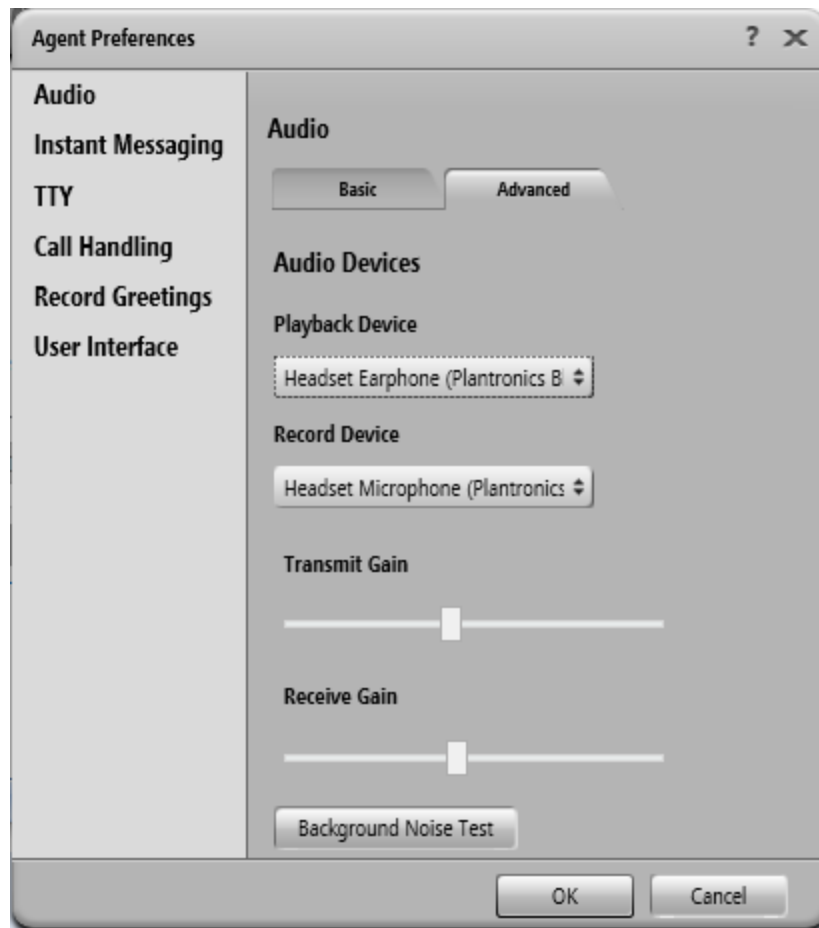 Agent Preferences ? ×
Audio
Instant Messaging
TTY
Call Handling
Record Greetings
User Interface
Audio
Basic Advanced
Audio Devices
Playback Device
Headset Earphone (Plantronics B
Record Device
Headset Microphone (Plantronics
Transmit Gain
Receive Gain
Background Noise Test
OK Cancel